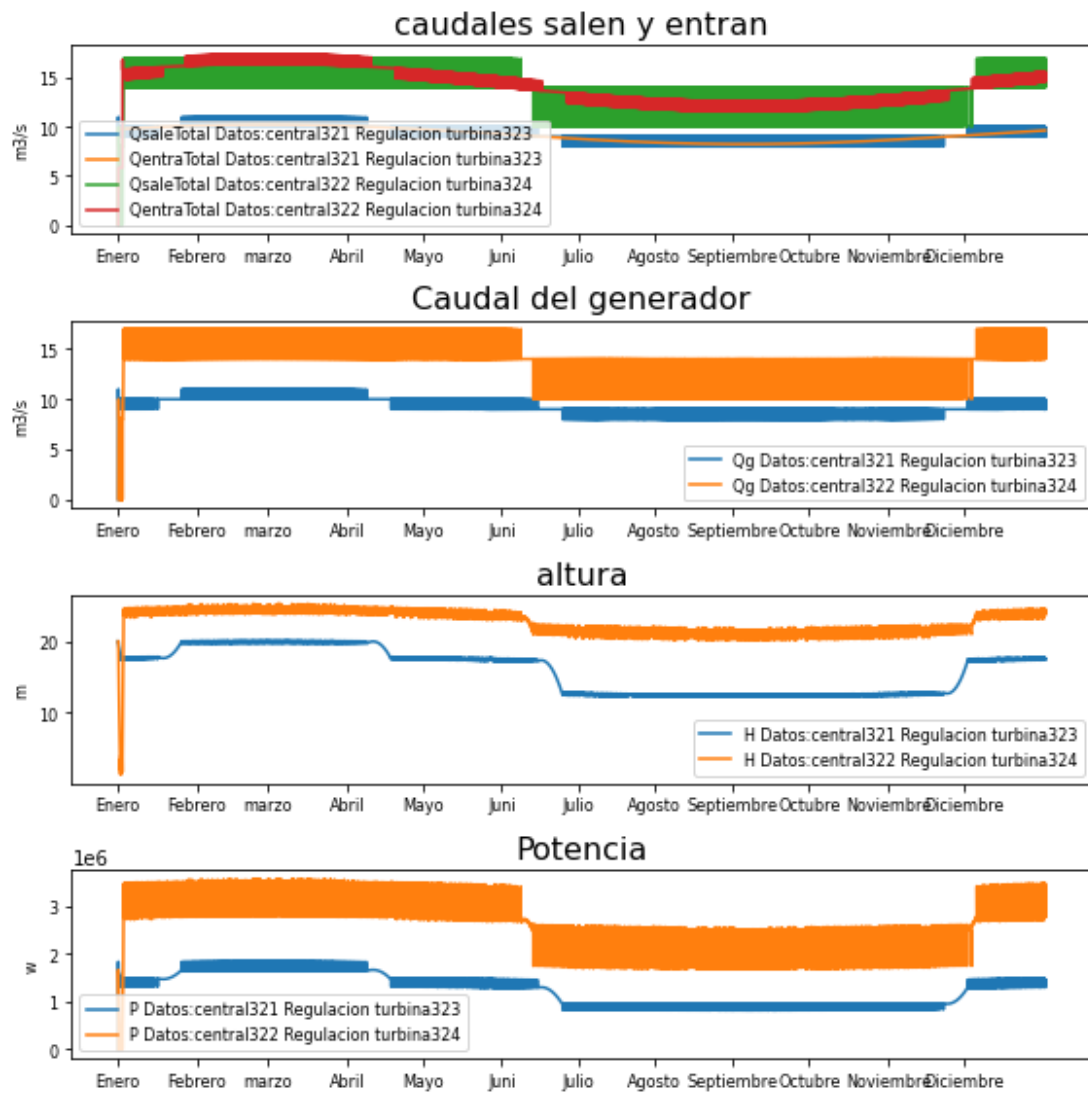 caudales salen y entran
15
10
5
0
m3/s
QsaleTotal Datos:central321 Regulacion turbina323
QentraTotal Datos:central321 Regulacion turbina323
QsaleTotal Datos:central322 Regulacion turbina324
QentraTotal Datos:central322 Regulacion turbina324
Enero Febrero marzo Abril Mayo Juni Julio Agosto Septiembre Octubre Noviembre Diciembre
Caudal del generador
15
10
5
0
m3/s
Qg Datos:central321 Regulacion turbina323
Qg Datos:central322 Regulacion turbina324
Enero Febrero marzo Abril Mayo Juni Julio Agosto Septiembre Octubre Noviembre Diciembre
altura
20
10
m
H Datos:central321 Regulacion turbina323
H Datos:central322 Regulacion turbina324
Enero Febrero marzo Abril Mayo Juni Julio Agosto Septiembre Octubre Noviembre Diciembre
Potencia
1e6
3
2
1
0
w
P Datos:central321 Regulacion turbina323
P Datos:central322 Regulacion turbina324
Enero Febrero marzo Abril Mayo Juni Julio Agosto Septiembre Octubre Noviembre Diciembre